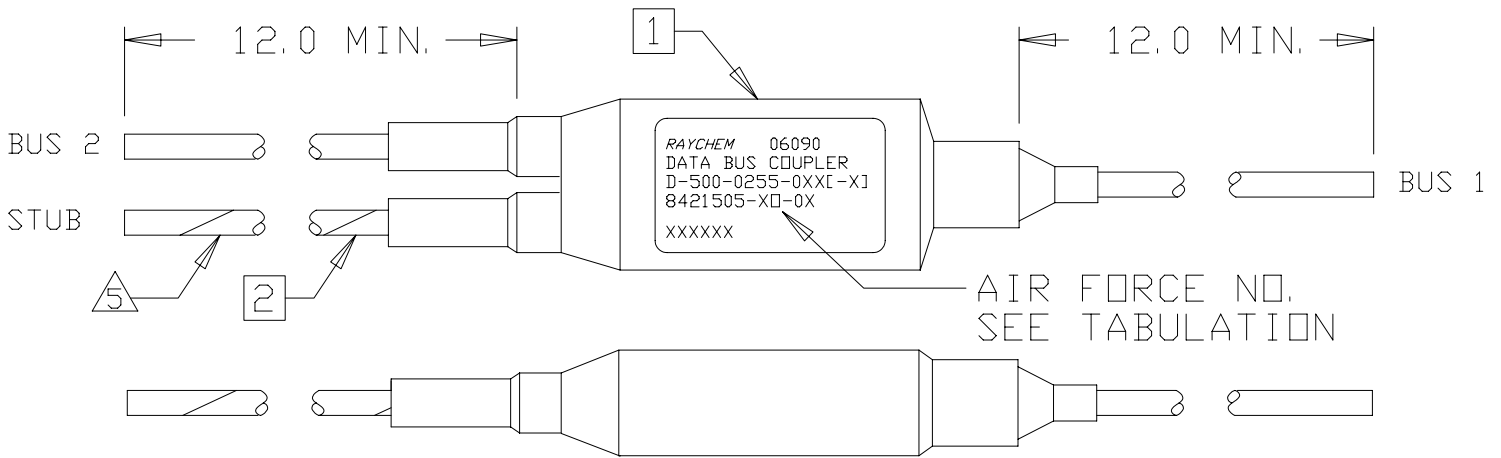 12.0 MIN.
1
12.0 MIN.
BUS 2
RAYCHEM 06090
DATA BUS COUPLER
D-500-0255-0XX[-X]
8421505-XO-0X
XXXXXX
BUS 1
STUB
5
2
AIR FORCE NO.
SEE TABULATION